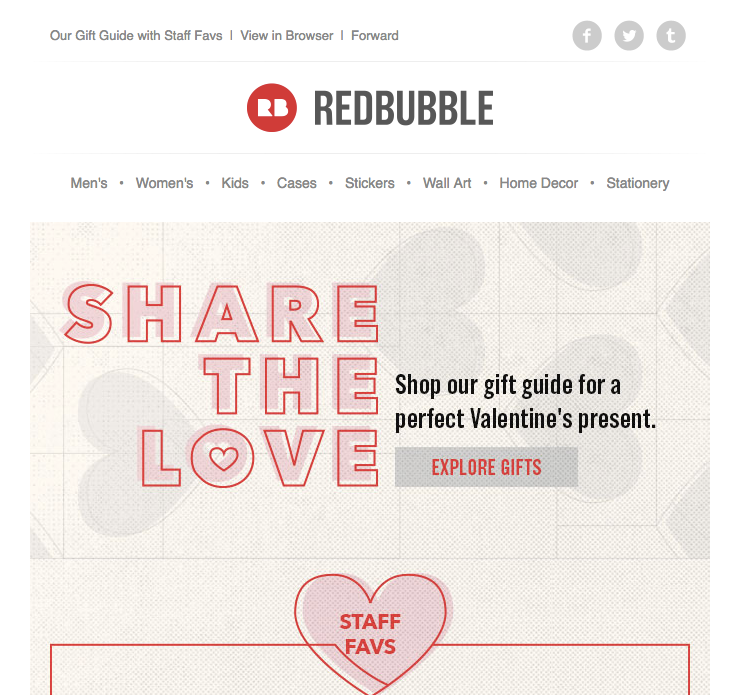 Our Gift Guide with Staff Favs | View in Browser | Forward
f t
RB REDBUBBLE
Men's • Women's • Kids • Cases • Stickers • Wall Art • Home Decor • Stationery
SHARE
THE
LOVE
Shop our gift guide for a
perfect Valentine's present.
EXPLORE GIFTS
STAFF
FAVS